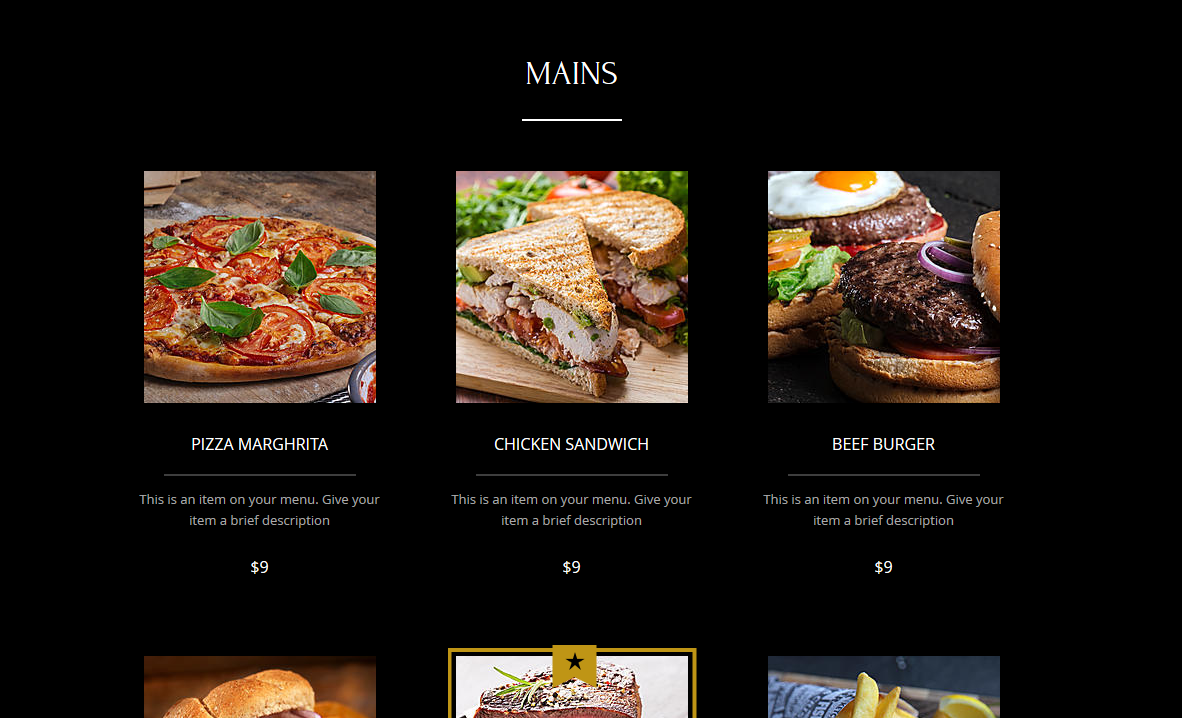 MAINS
PIZZA MARGHRITA
CHICKEN SANDWICH
BEEF BURGER
This is an item on your menu. Give your
item a brief description
This is an item on your menu. Give your
item a brief description
This is an item on your menu. Give your
item a brief description
$9
$9
$9